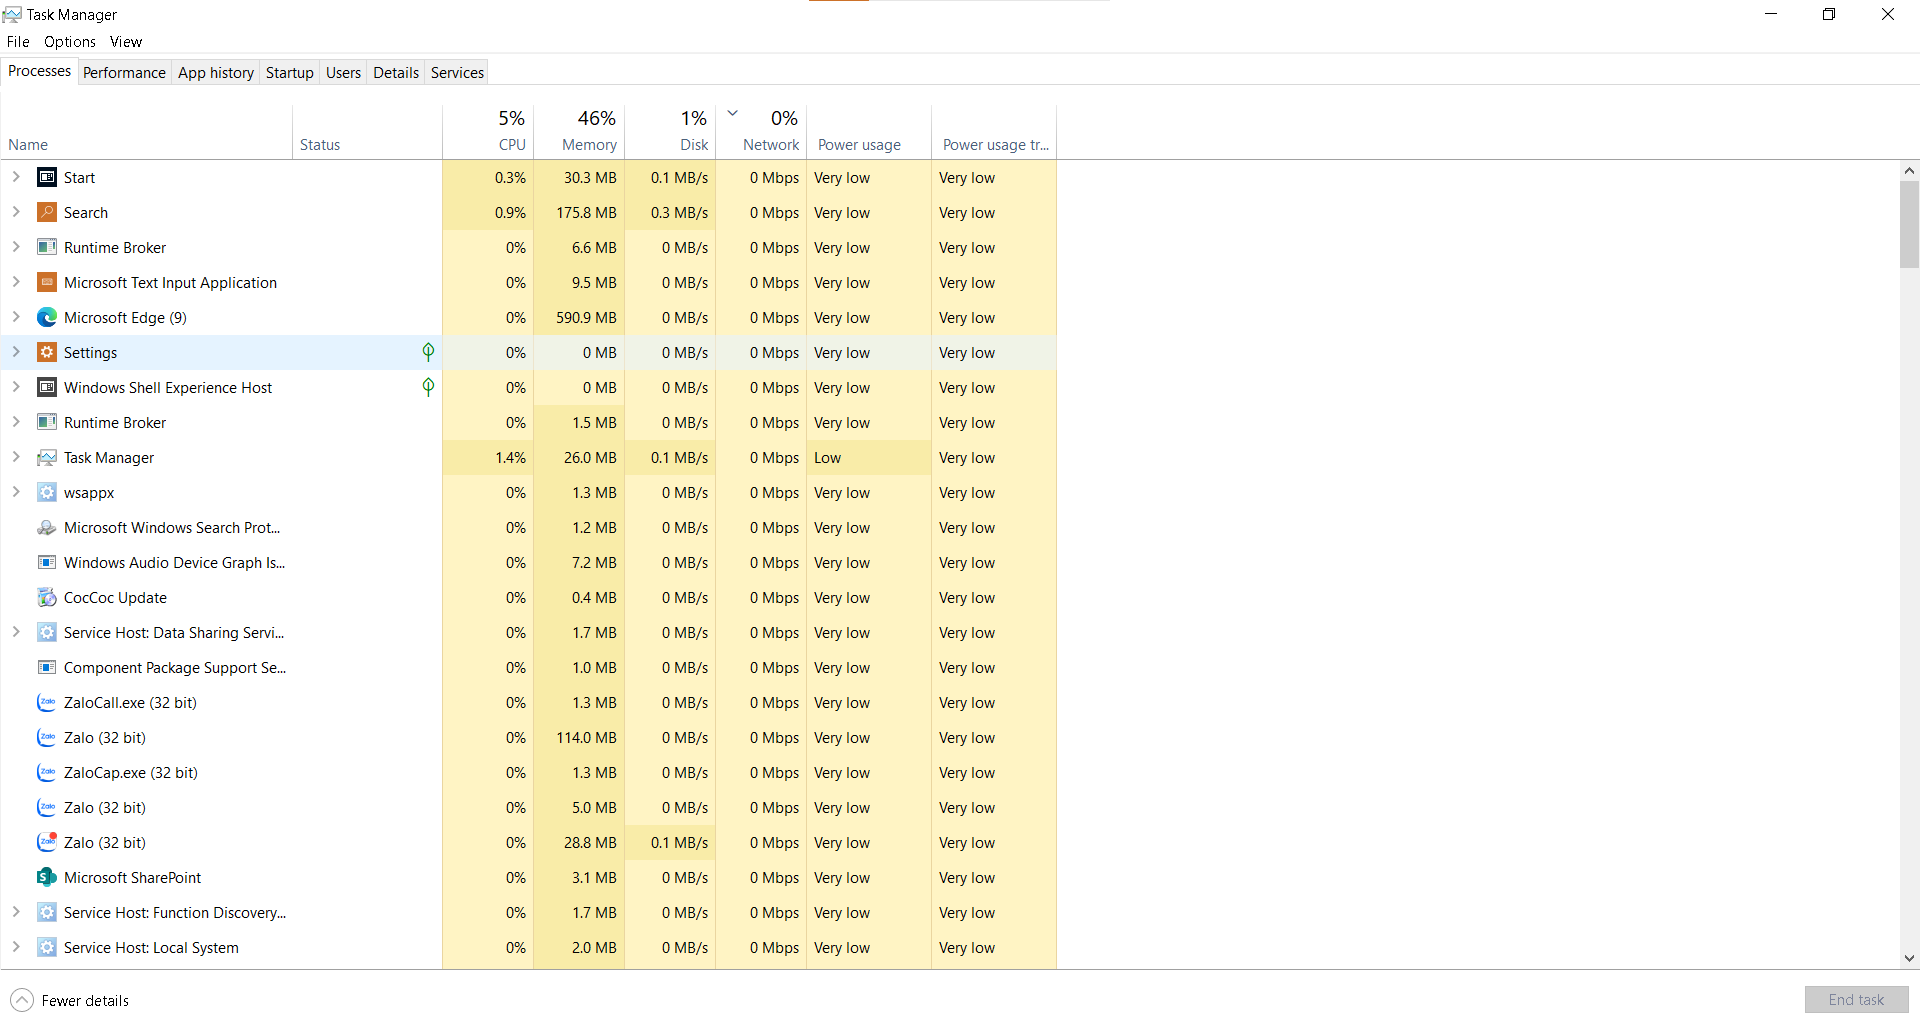 Task Manager
File Options View
Processes Performance App history Startup Users Details Services
5% 46% 1% 0%
Name Status CPU Memory Disk Network Power usage Power usage tr...
Start 0.3% 30.3 MB 0.1 MB/s 0 Mbps Very low Very low
Search 0.9% 175.8 MB 0.3 MB/s 0 Mbps Very low Very low
Runtime Broker 0% 6.6 MB 0 MB/s 0 Mbps Very low Very low
Microsoft Text Input Application 0% 9.5 MB 0 MB/s 0 Mbps Very low Very low
Microsoft Edge (9) 0% 590.9 MB 0 MB/s 0 Mbps Very low Very low
Settings 0% 0 MB 0 MB/s 0 Mbps Very low Very low
Windows Shell Experience Host 0% 0 MB 0 MB/s 0 Mbps Very low Very low
Runtime Broker 0% 1.5 MB 0 MB/s 0 Mbps Very low Very low
Task Manager 1.4% 26.0 MB 0.1 MB/s 0 Mbps Low Very low
wsappx 0% 1.3 MB 0 MB/s 0 Mbps Very low Very low
Microsoft Windows Search Prot... 0% 1.2 MB 0 MB/s 0 Mbps Very low Very low
Windows Audio Device Graph Is... 0% 7.2 MB 0 MB/s 0 Mbps Very low Very low
CocCoc Update 0% 0.4 MB 0 MB/s 0 Mbps Very low Very low
Service Host: Data Sharing Servi... 0% 1.7 MB 0 MB/s 0 Mbps Very low Very low
Component Package Support Se... 0% 1.0 MB 0 MB/s 0 Mbps Very low Very low
Zalo ZaloCall.exe (32 bit) 0% 1.3 MB 0 MB/s 0 Mbps Very low Very low
Zalo Zalo (32 bit) 0% 114.0 MB 0 MB/s 0 Mbps Very low Very low
Zalo ZaloCap.exe (32 bit) 0% 1.3 MB 0 MB/s 0 Mbps Very low Very low
Zalo Zalo (32 bit) 0% 5.0 MB 0 MB/s 0 Mbps Very low Very low
Zalo Zalo (32 bit) 0% 28.8 MB 0.1 MB/s 0 Mbps Very low Very low
S Microsoft SharePoint 0% 3.1 MB 0 MB/s 0 Mbps Very low Very low
Service Host: Function Discovery... 0% 1.7 MB 0 MB/s 0 Mbps Very low Very low
Service Host: Local System 0% 2.0 MB 0 MB/s 0 Mbps Very low Very low
Fewer details End task